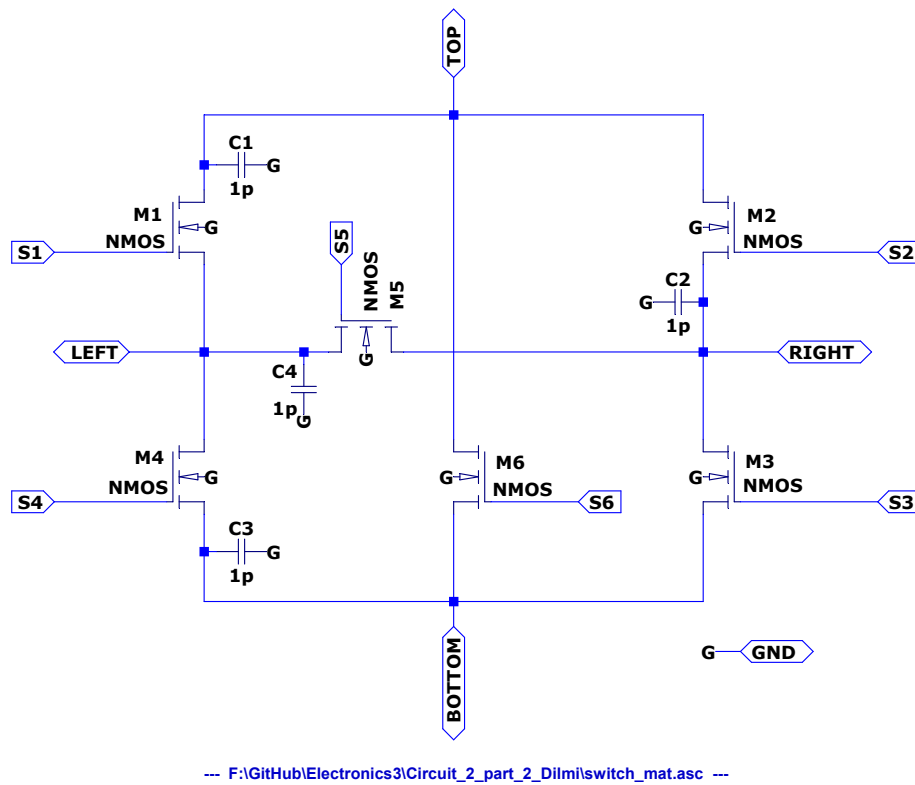 TOP
C1
G
1p
M1
G
NMOS
S1
S5
NMOS
M5
G
M2
G
NMOS
S2
C2
G
1p
LEFT
RIGHT
C4
1p
G
M4
G
NMOS
S4
M6
G
NMOS
S6
M3
G
NMOS
S3
C3
G
1p
BOTTOM
G
GND
--- F:\GitHub\Electronics3\Circuit_2_part_2_Dilmi\switch_mat.asc ---